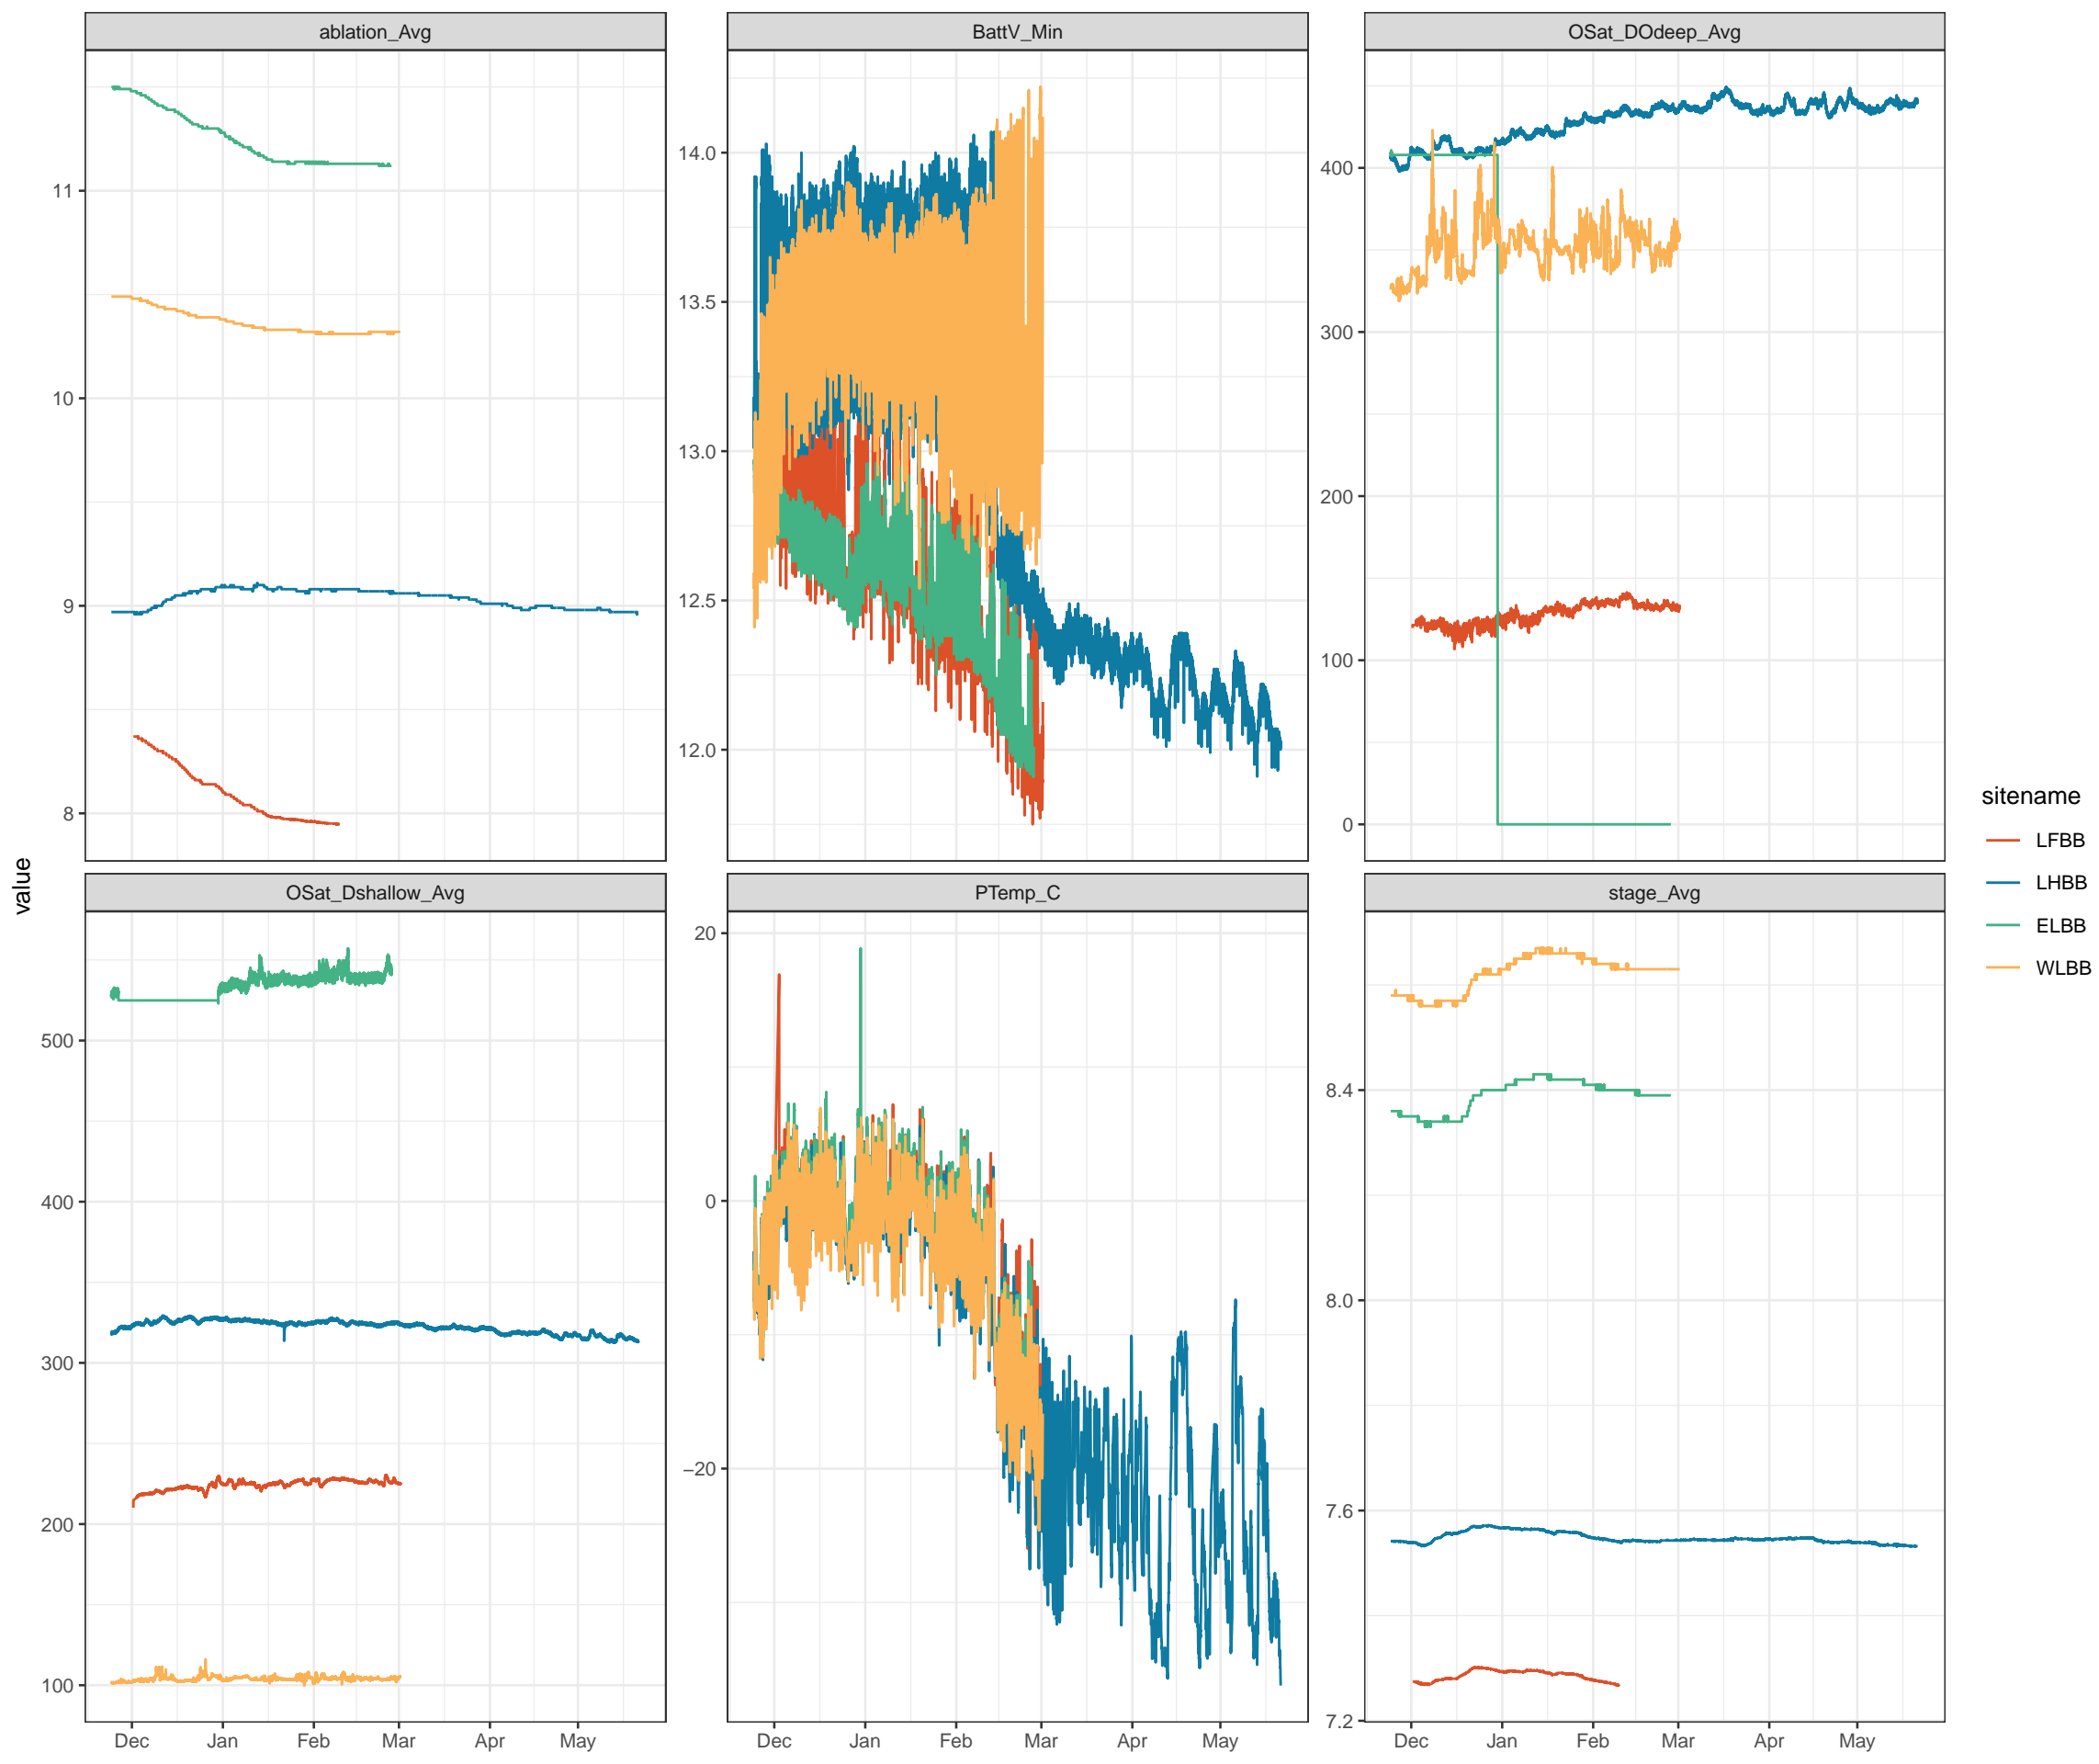 ablation_Avg
BattV_Min
OSat_DOdeep_Avg
11
10
9
8
14.0
13.5
13.0
12.5
12.0
400
300
200
100
0
value
OSat_Dshallow_Avg
PTemp_C
stage_Avg
500
400
300
200
100
20
0
−20
8.4
8.0
7.6
7.2
Dec Jan Feb Mar Apr May
Dec Jan Feb Mar Apr May
Dec Jan Feb Mar Apr May
sitename
LFBB
LHBB
ELBB
WLBB